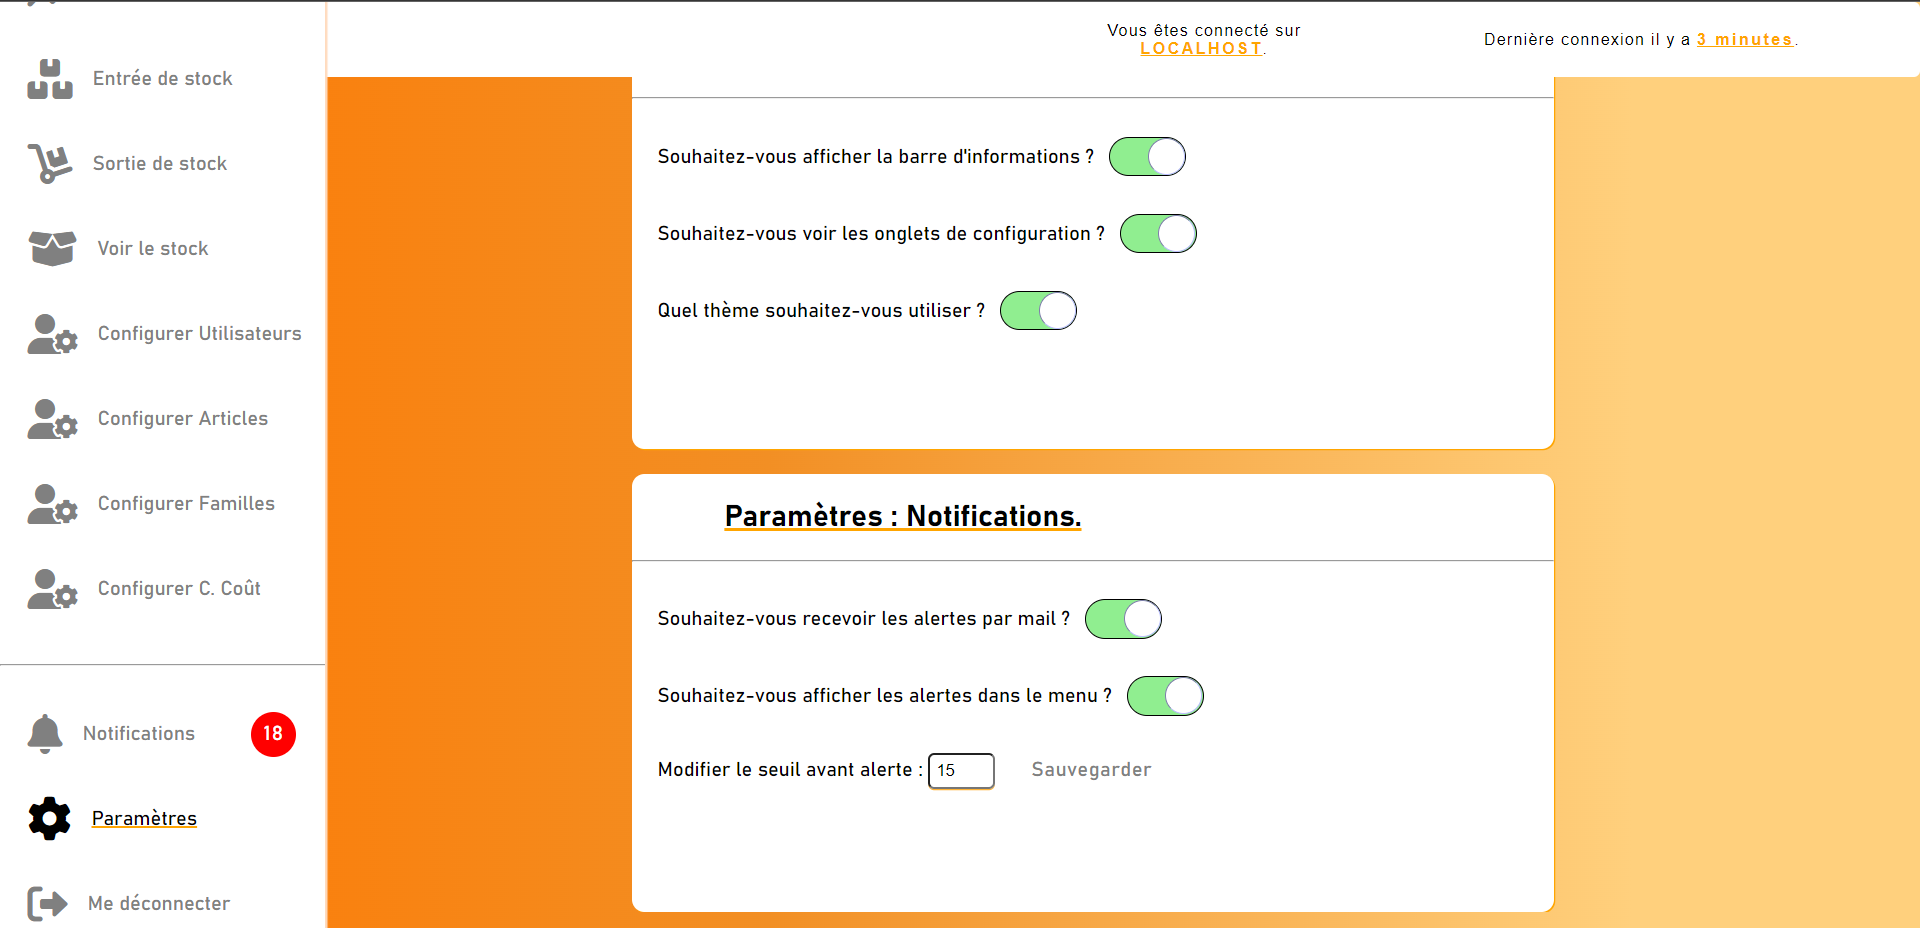 Vous êtes connecté sur
LOCALHOST.
Dernière connexion il y a 3 minutes.
Entrée de stock
Sortie de stock
Voir le stock
Configurer Utilisateurs
Configurer Articles
Configurer Familles
Configurer C. Coût
Notifications 18
Paramètres
Me déconnecter
Souhaitez-vous afficher la barre d'informations ?
Souhaitez-vous voir les onglets de configuration ?
Quel thème souhaitez-vous utiliser ?
Paramètres : Notifications.
Souhaitez-vous recevoir les alertes par mail ?
Souhaitez-vous afficher les alertes dans le menu ?
Modifier le seuil avant alerte : 15 Sauvegarder